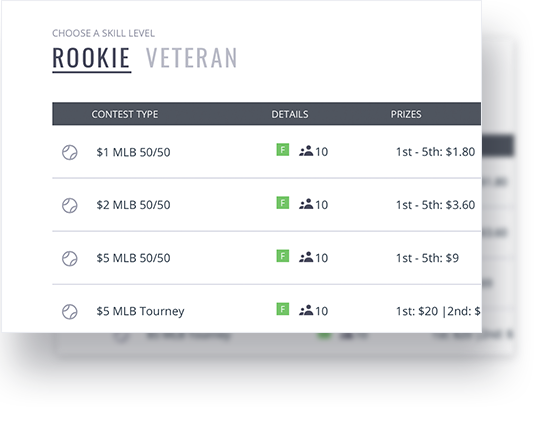 CHOOSE A SKILL LEVEL
ROOKIE VETERAN
CONTEST TYPE DETAILS PRIZES
$1 MLB 50/50 F 10 1st - 5th: $1.80
$2 MLB 50/50 F 10 1st - 5th: $3.60
$5 MLB 50/50 F 10 1st - 5th: $9
$5 MLB Tourney F 10 1st: $20 |2nd: $